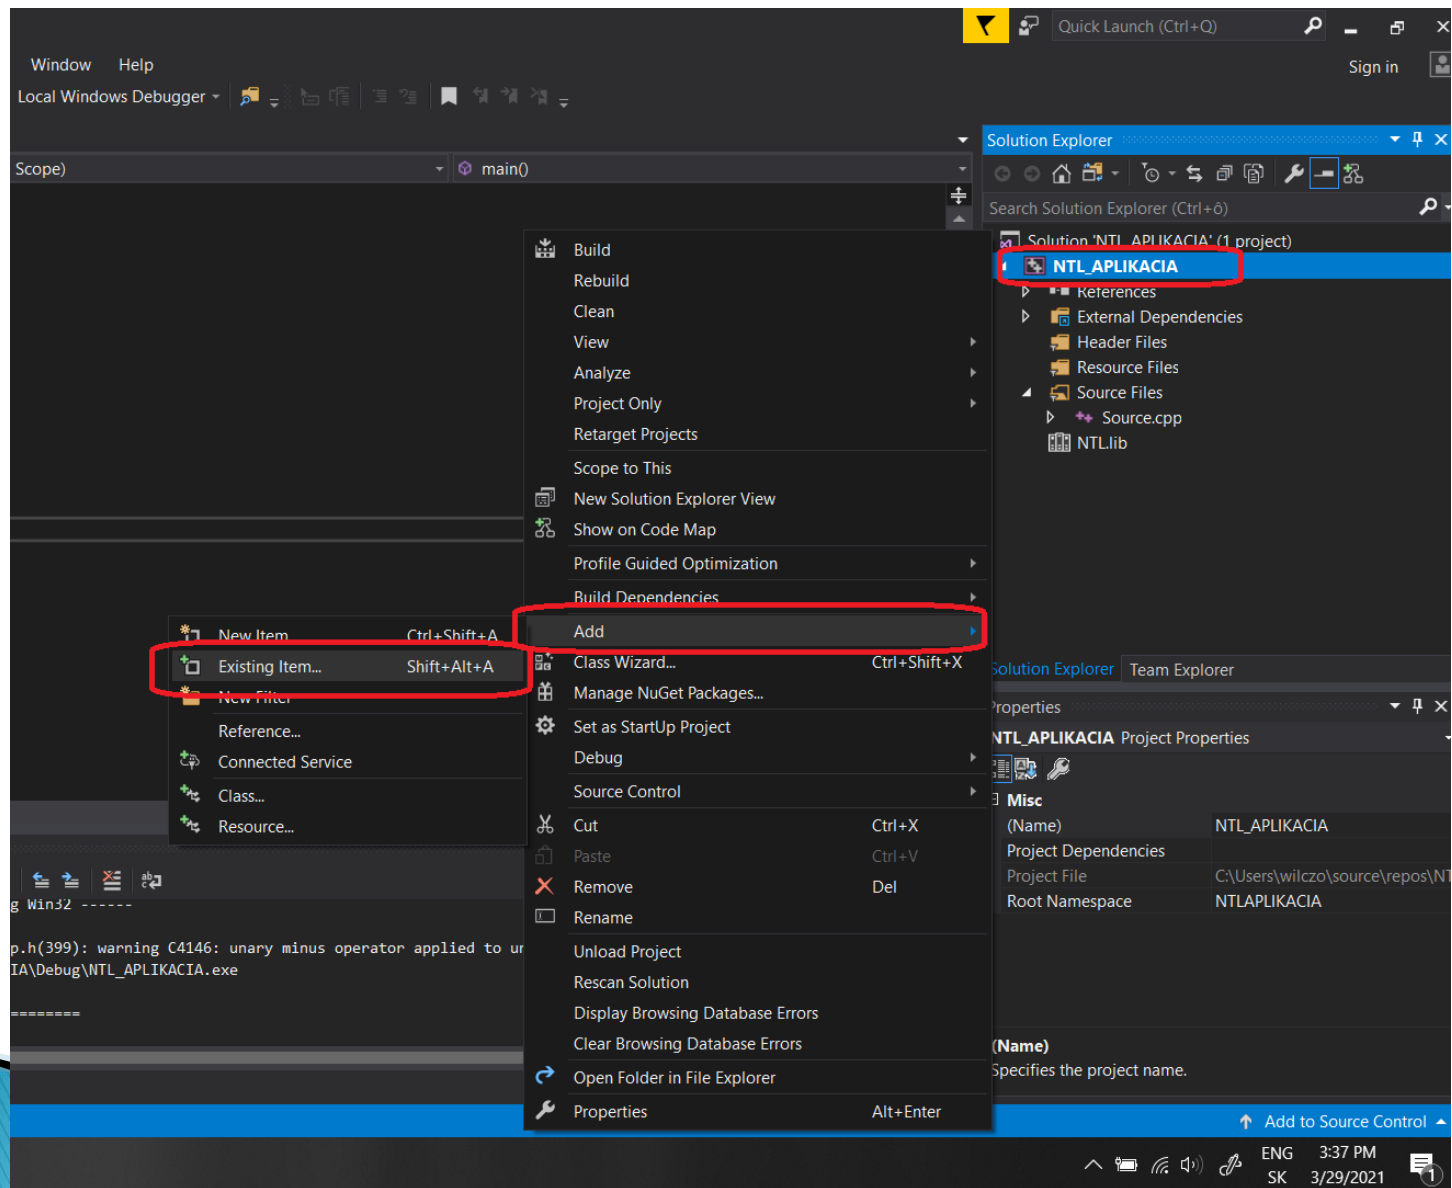 Quick Launch (Ctrl+Q)
Window Help
Sign in
Local Windows Debugger
Solution Explorer
Scope)
main()
Search Solution Explorer (Ctrl+ô)
Solution 'NTL_APLIKACIA' (1 project)
NTL_APLIKACIA
References
External Dependencies
Header Files
Resource Files
Source Files
Source.cpp
NTL.lib
Build
Rebuild
Clean
View
Analyze
Project Only
Retarget Projects
Scope to This
New Solution Explorer View
Show on Code Map
Profile Guided Optimization
Build Dependencies
Add
Class Wizard... Ctrl+Shift+X
Manage NuGet Packages...
Set as StartUp Project
Debug
Source Control
Cut Ctrl+X
Paste Ctrl+V
Remove Del
Rename
Unload Project
Rescan Solution
Display Browsing Database Errors
Clear Browsing Database Errors
Open Folder in File Explorer
Properties Alt+Enter
New Item Ctrl+Shift+A
Existing Item... Shift+Alt+A
New Filter
Reference...
Connected Service
Class...
Resource...
Solution Explorer Team Explorer
Properties
NTL_APLIKACIA Project Properties
Misc
(Name) NTL_APLIKACIA
Project Dependencies
Project File C:\Users\wilczo\source\repos\NT
Root Namespace NTLAPLIKACIA
(Name)
Specifies the project name.
g Win32 ------
p.h(399): warning C4146: unary minus operator applied to un
IA\Debug\NTL_APLIKACIA.exe
========
Add to Source Control
ENG 3:37 PM
SK 3/29/2021
1